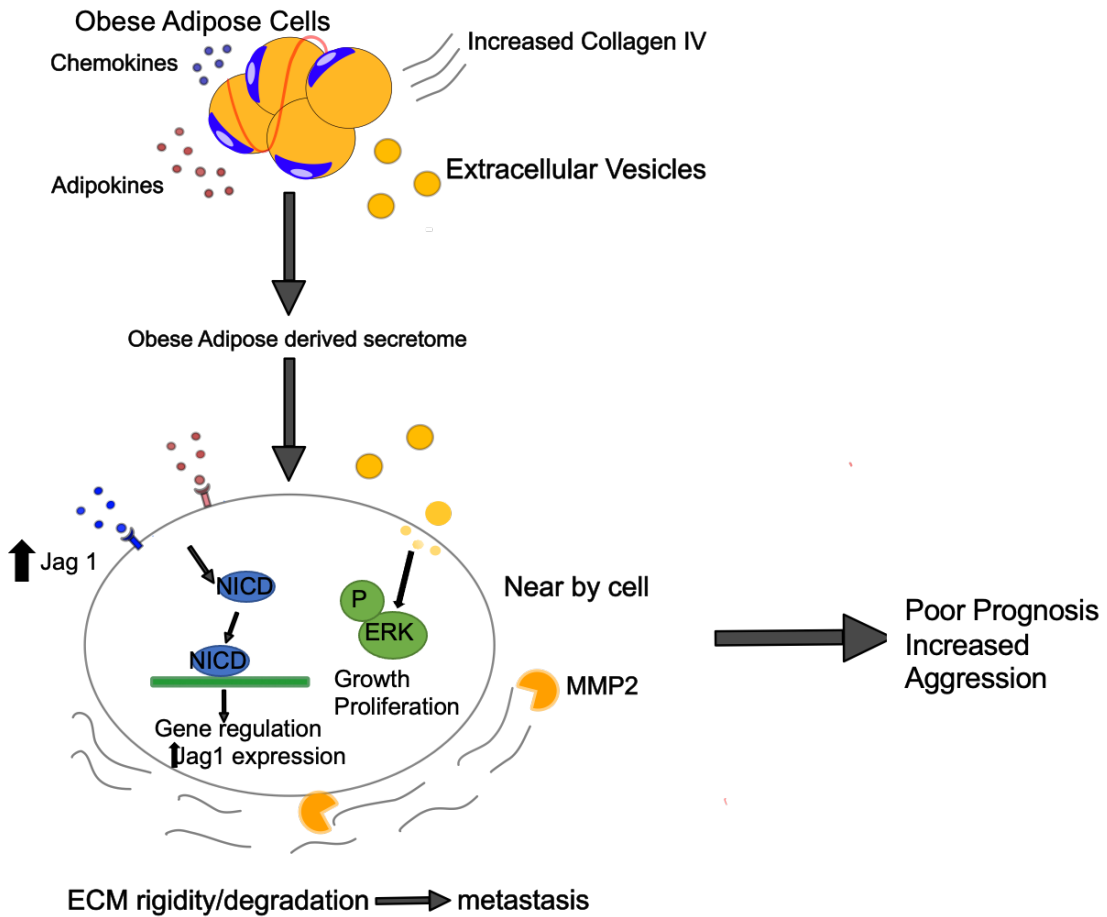 Obese Adipose Cells
Chemokines
Increased Collagen IV
Adipokines
Extracellular Vesicles
Obese Adipose derived secretome
Jag 1
NICD
P
ERK
Near by cell
NICD
Growth
Proliferation
MMP2
Gene regulation
Jag1 expression
Poor Prognosis
Increased
Aggression
ECM rigidity/degradation
metastasis